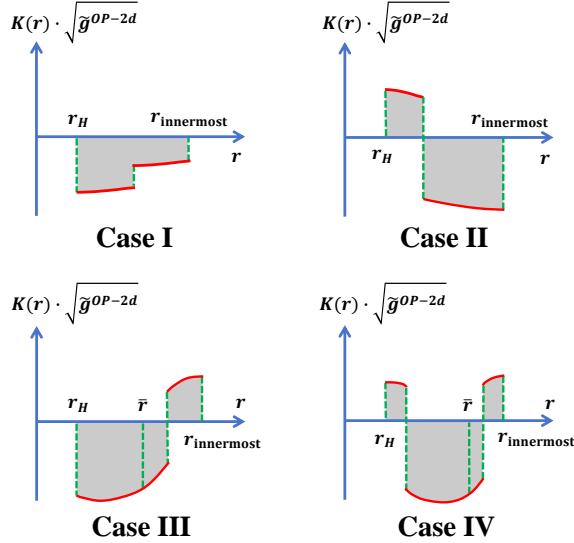 K(r) · √g̃^{OP−2d}
r_H
r_innermost
r
Case I
K(r) · √g̃^{OP−2d}
r_innermost
r_H
r
Case II
K(r) · √g̃^{OP−2d}
r_H
r̄
r
r_innermost
Case III
K(r) · √g̃^{OP−2d}
r̄
r
r_H
r_innermost
Case IV